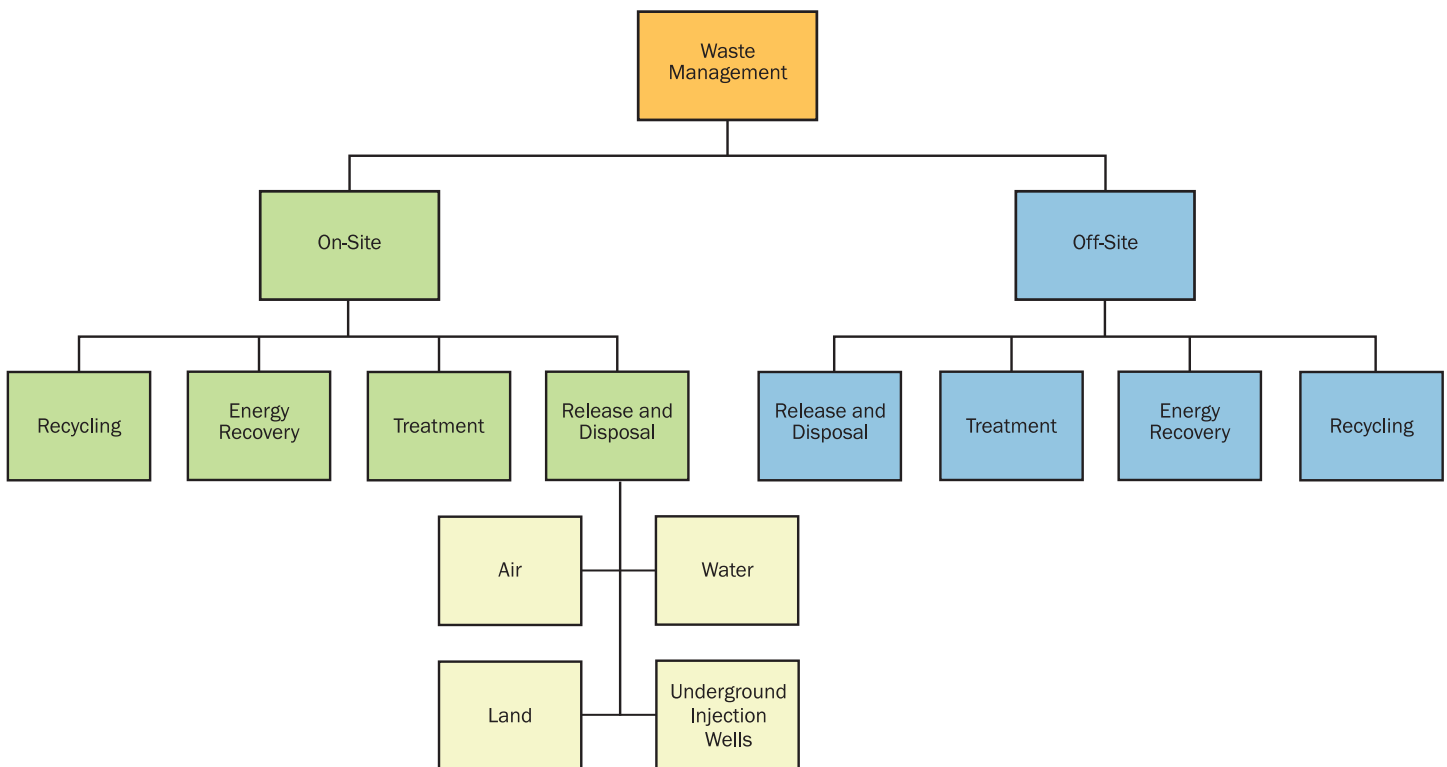 Waste
Management
On-Site
Off-Site
Recycling
Energy
Recovery
Treatment
Release and
Disposal
Release and
Disposal
Treatment
Energy
Recovery
Recycling
Air
Water
Land
Underground
Injection
Wells